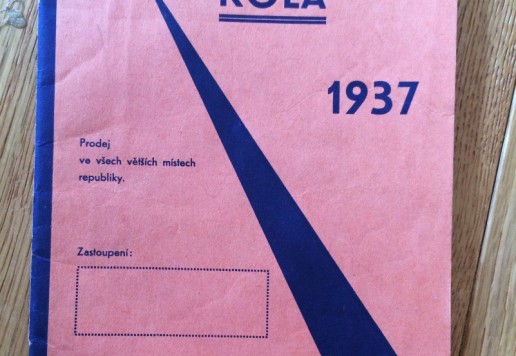 KOLA
1937
Prodej
ve všech větších místech
republiky.
Zastoupení: